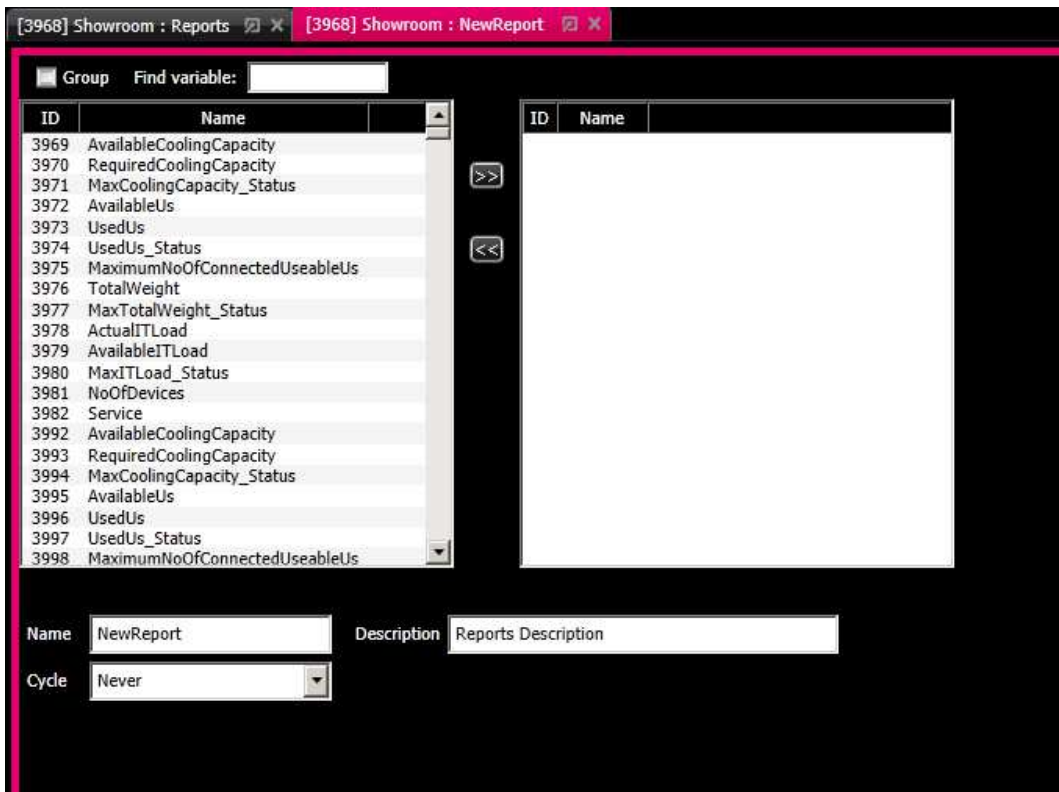 [3968] Showroom : Reports [3968] Showroom : NewReport
Group Find variable:
ID Name ID Name
3969 AvailableCoolingCapacity
3970 RequiredCoolingCapacity
3971 MaxCoolingCapacity_Status
>>
3972 AvailableUs
3973 UsedUs
3974 UsedUs_Status
<<
3975 MaximumNoOfConnectedUseableUs
3976 TotalWeight
3977 MaxTotalWeight_Status
3978 ActualITLoad
3979 AvailableITLoad
3980 MaxITLoad_Status
3981 NoOfDevices
3982 Service
3992 AvailableCoolingCapacity
3993 RequiredCoolingCapacity
3994 MaxCoolingCapacity_Status
3995 AvailableUs
3996 UsedUs
3997 UsedUs_Status
3998 MaximumNoOfConnectedUseableUs
Name NewReport Description Reports Description
Cycle Never